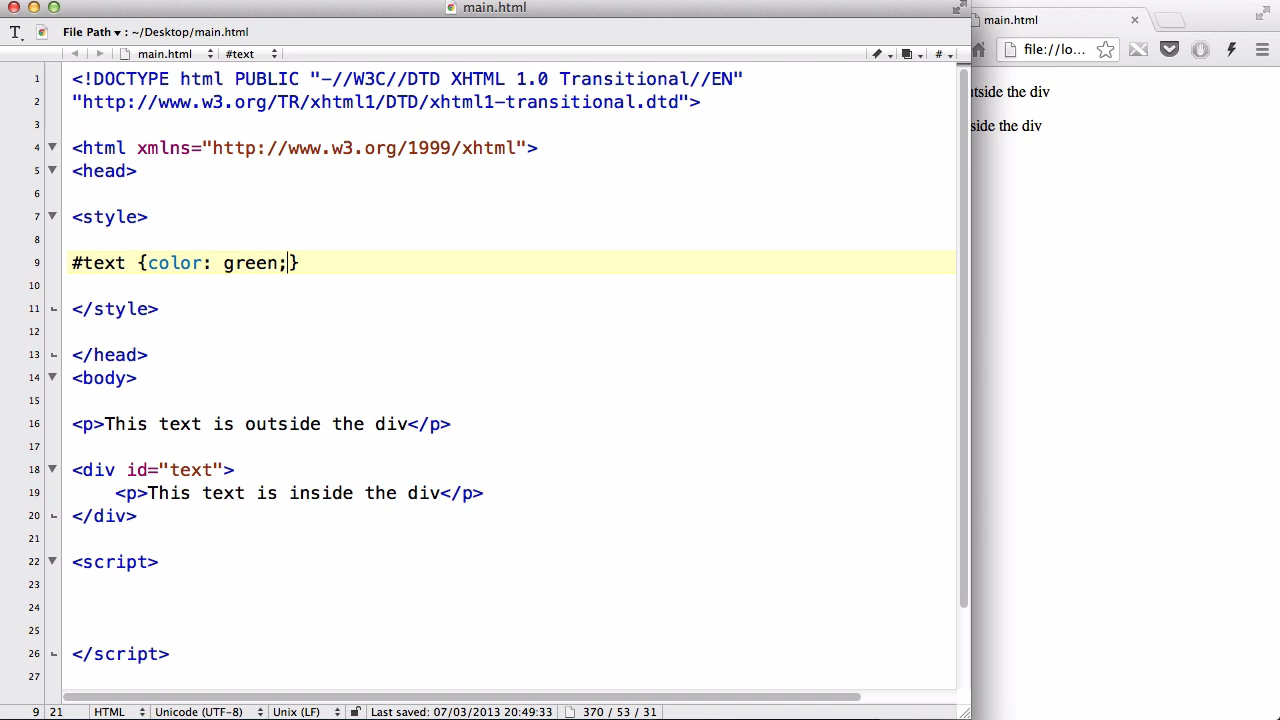 main.html
File Path : ~/Desktop/main.html
main.html #text #
1 <!DOCTYPE html PUBLIC "-//W3C//DTD XHTML 1.0 Transitional//EN"
2 "http://www.w3.org/TR/xhtml1/DTD/xhtml1-transitional.dtd">
3
4 <html xmlns="http://www.w3.org/1999/xhtml">
5 <head>
6
7 <style>
8
9 #text {color: green;}
10
11 </style>
12
13 </head>
14 <body>
15
16 <p>This text is outside the div</p>
17
18 <div id="text">
19 <p>This text is inside the div</p>
20 </div>
21
22 <script>
23
24
25
26 </script>
27
9 21 HTML Unicode (UTF-8) Unix (LF) Last saved: 07/03/2013 20:49:33 370 / 53 / 31
main.html
file://lo...
tside the div
side the div